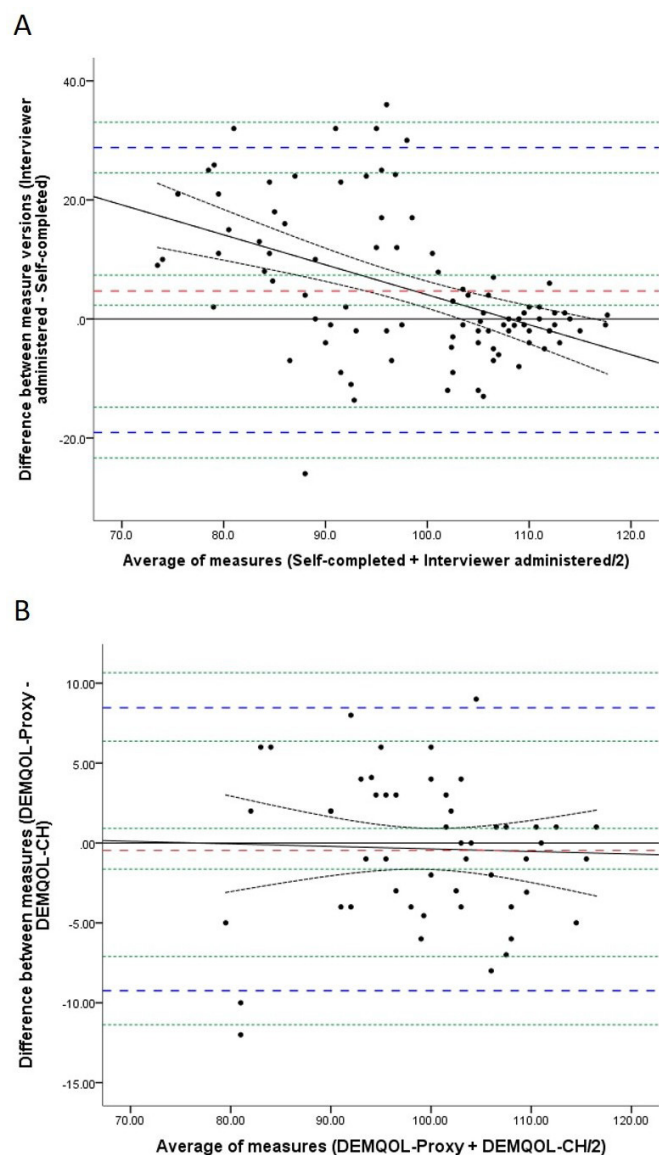 A
Difference between measure versions (Interviewer
administered - Self-completed)
40.0
20.0
.0
-20.0
70.0 80.0 90.0 100.0 110.0 120.0
Average of measures (Self-completed + Interviewer administered/2)
B
Difference between measures (DEMQOL-Proxy -
DEMQOL-CH)
10.00
5.00
.00
-5.00
-10.00
-15.00
70.00 80.00 90.00 100.00 110.00 120.00
Average of measures (DEMQOL-Proxy + DEMQOL-CH/2)